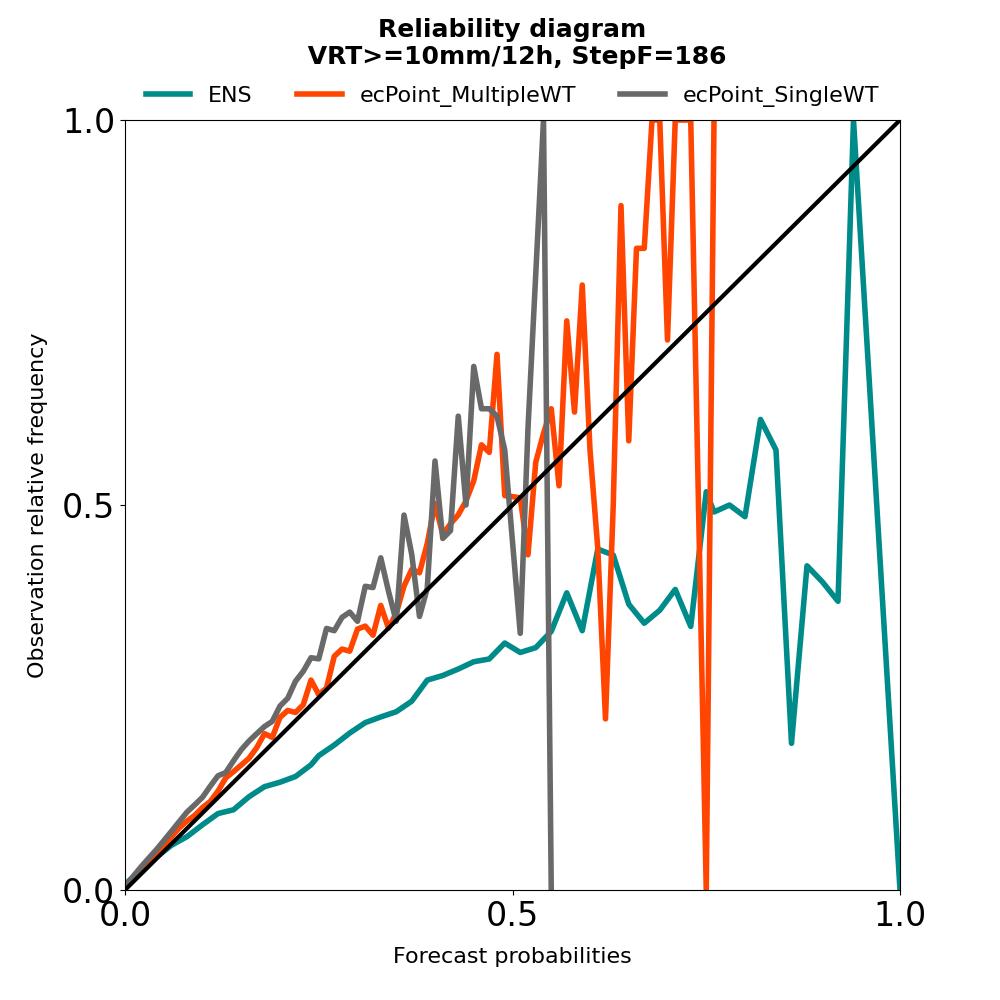 Reliability diagram
VRT>=10mm/12h, StepF=186
ENS ecPoint_MultipleWT ecPoint_SingleWT
1.0
0.5
0.0
0.0 0.5 1.0
Observation relative frequency
Forecast probabilities